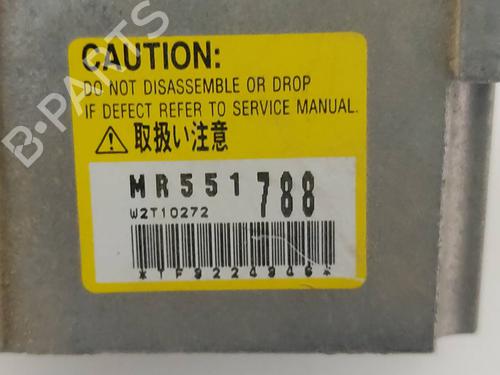 CAUTION:
DO NOT DISASSEMBLE OR DROP
IF DEFECT REFER TO SERVICE MANUAL.
取扱い注意
MR551788
W2T10272
*TF922494G*
B-PARTS